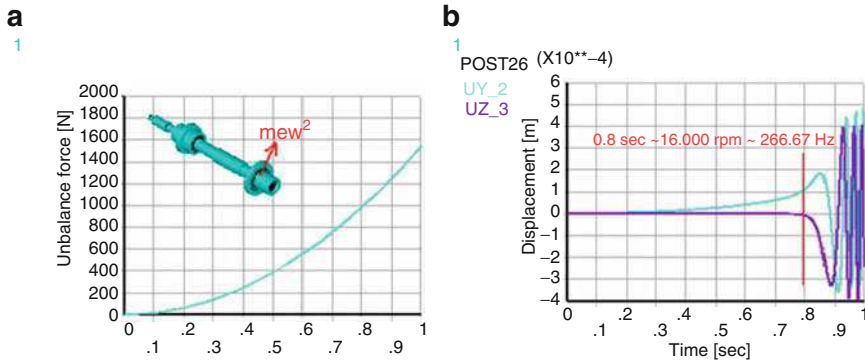 a
1
2000
1800
1600
1400
1200
1000
800
600
400
200
0
Unbalance force [N]
mew²
0 .1 .2 .3 .4 .5 .6 .7 .8 .9 1
b
1
POST26 (X10**-4)
UY_2
UZ_3
6
5
4
3
2
1
0
-1
-2
-3
-4
Displacement [m]
0.8 sec ~16.000 rpm ~ 266.67 Hz
0 .1 .2 .3 .4 .5 .6 .7 .8 .9 1
Time [sec]